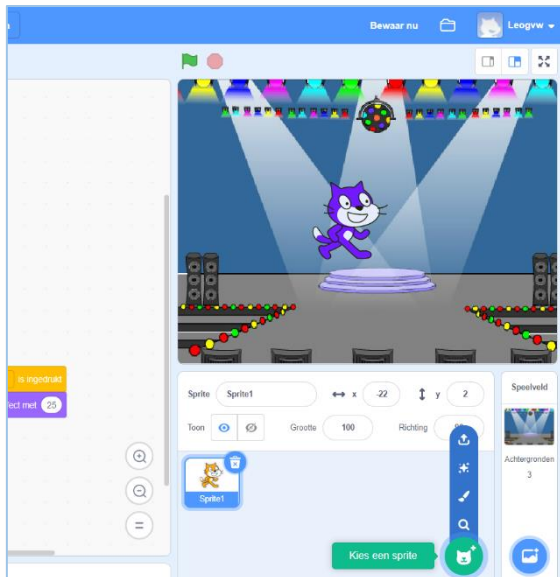 Bewaar nu
Leogvw
is ingedrukt
fect met 25
Sprite Sprite1 x -22 y 2
Toon Grootte 100 Richting
Sprite1
Kies een sprite
Speelveld
Achtergronden
3